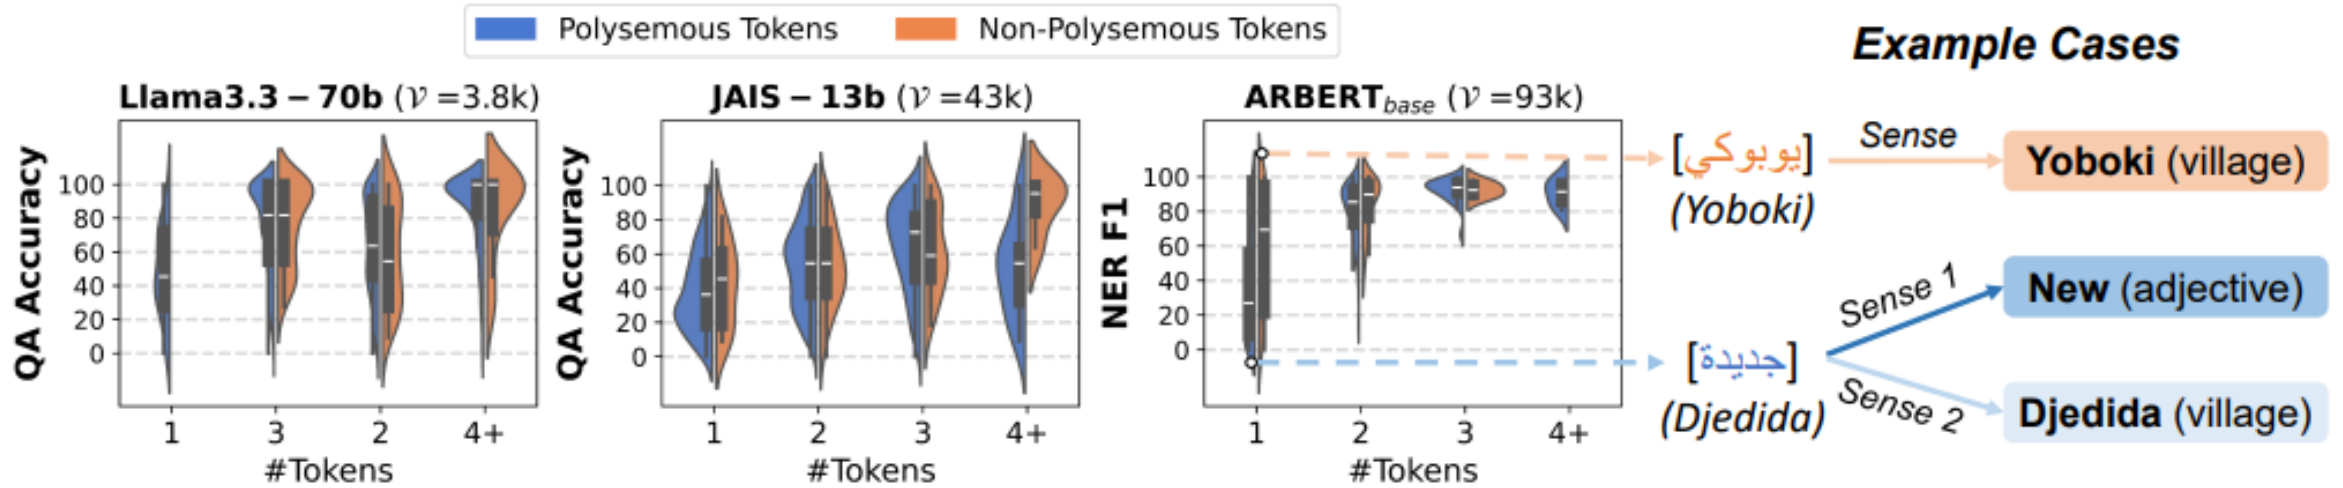 Polysemous Tokens
Non-Polysemous Tokens
Llama3.3 – 70b (𝒱 =3.8k)
QA Accuracy
100
80
60
40
20
0
1
3
2
4+
#Tokens
JAIS – 13b (𝒱 =43k)
QA Accuracy
100
80
60
40
20
0
1
2
3
4+
#Tokens
ARBERTbase (𝒱 =93k)
NER F1
100
80
60
40
20
0
1
2
3
4+
#Tokens
Example Cases
[يوبوكي]
(Yoboki)
Sense
Yoboki (village)
[جديدة]
(Djedida)
Sense 1
New (adjective)
Sense 2
Djedida (village)